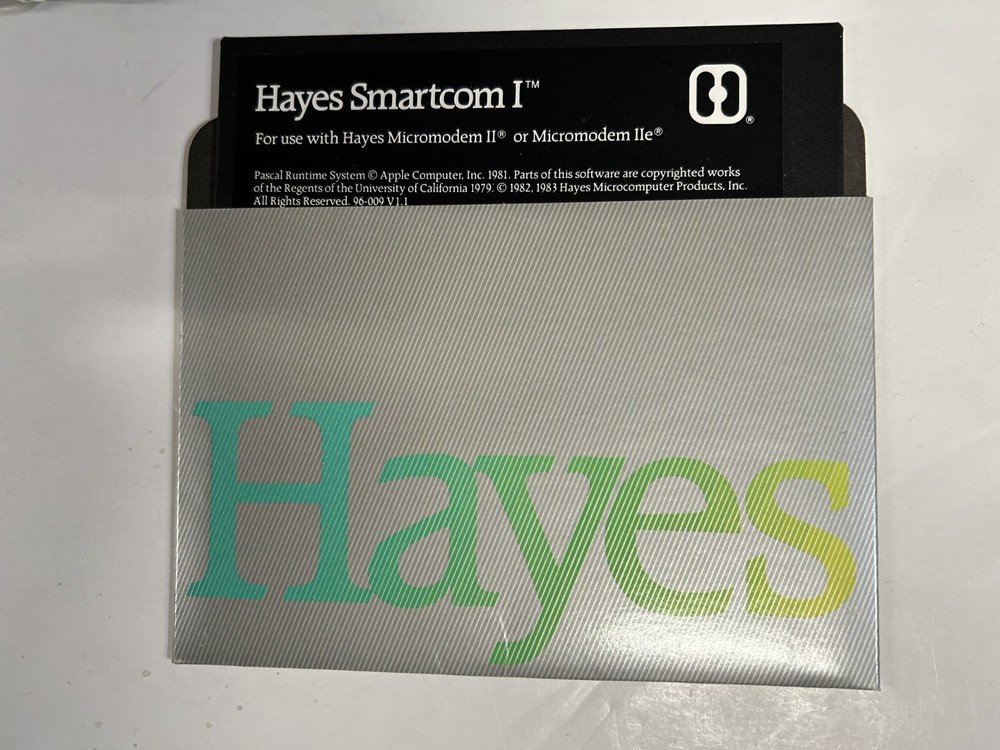 Hayes Smartcom I™
For use with Hayes Micromodem II® or Micromodem IIe®
®
Pascal Runtime System © Apple Computer, Inc. 1981. Parts of this software are copyrighted works
of the Regents of the University of California 1979. © 1982, 1983 Hayes Microcomputer Products, Inc.
All Rights Reserved. 96-009 V1.1
Hayes